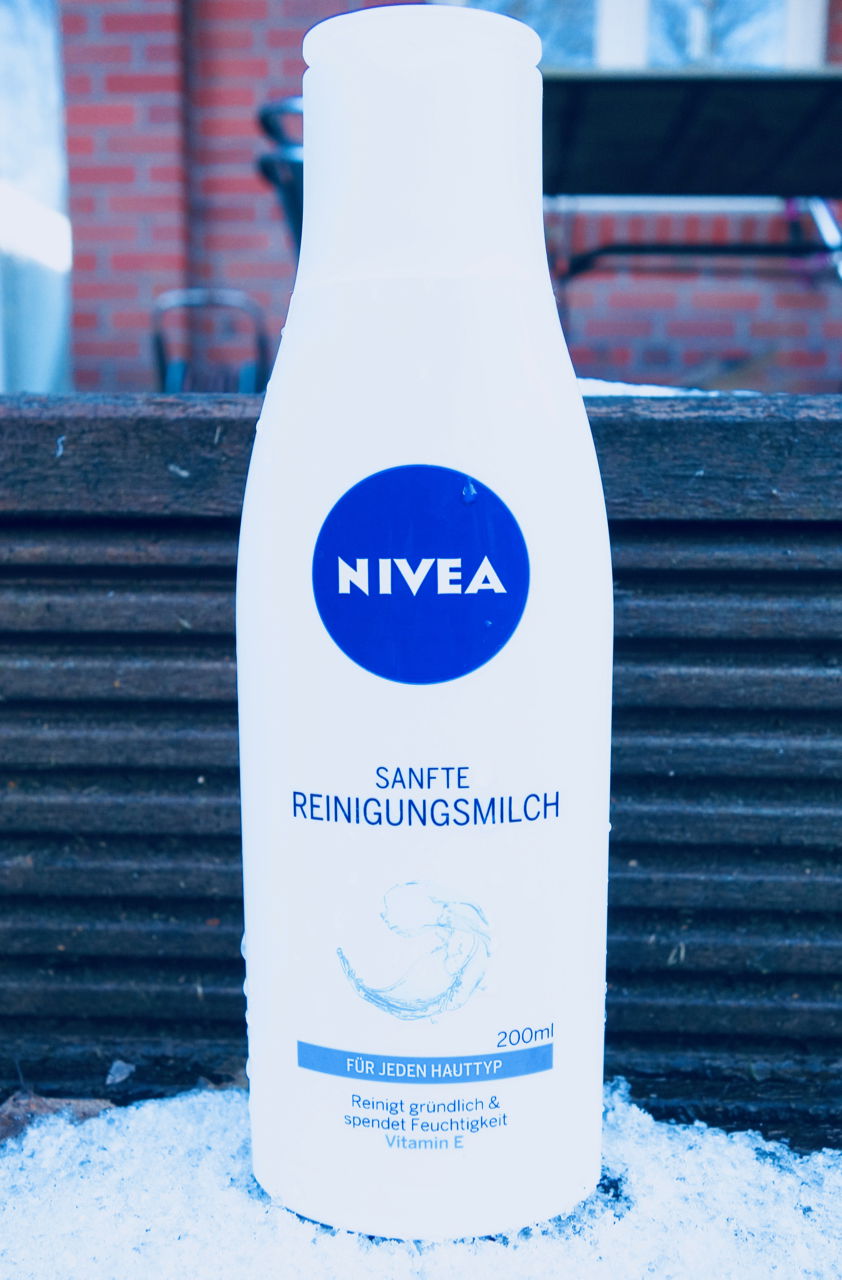 NIVEA
SANFTE
REINIGUNGSMILCH
200ml
FÜR JEDEN HAUTTYP
Reinigt gründlich &
spendet Feuchtigkeit
Vitamin E